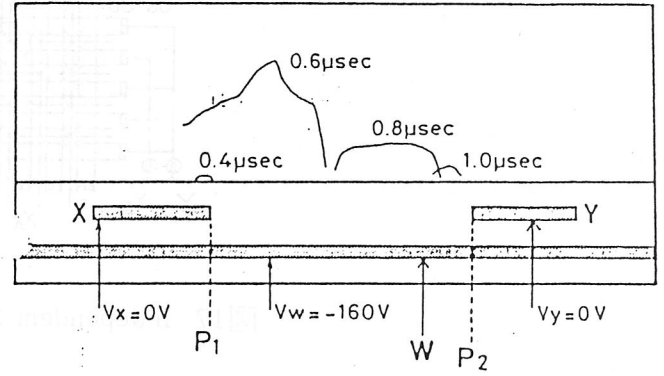 0.6μsec
0.8μsec
0.4μsec
1.0μsec
X
Y
Vx=0V
Vw=-160V
Vy=0V
P1
W
P2